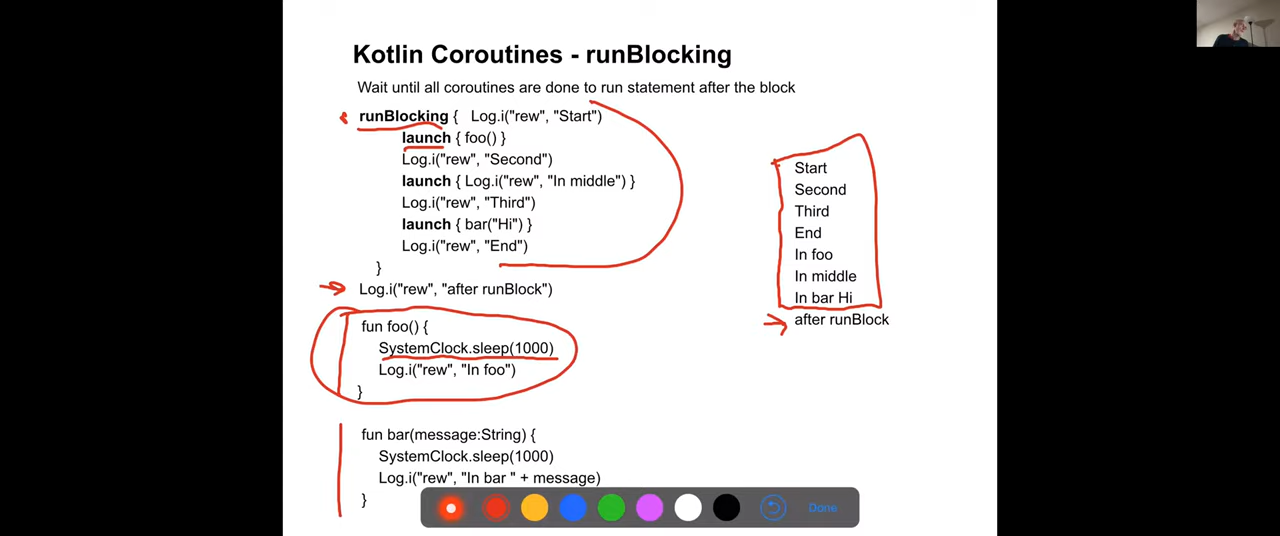 Kotlin Coroutines - runBlocking
Wait until all coroutines are done to run statement after the block
runBlocking { Log.i("rew", "Start")
launch { foo() }
Log.i("rew", "Second")
launch { Log.i("rew", "In middle") }
Log.i("rew", "Third")
launch { bar("Hi") }
Log.i("rew", "End")
}
Log.i("rew", "after runBlock")
fun foo() {
SystemClock.sleep(1000)
Log.i("rew", "In foo")
}
fun bar(message:String) {
SystemClock.sleep(1000)
Log.i("rew", "In bar " + message)
}
Start
Second
Third
End
In foo
In middle
In bar Hi
after runBlock
Done